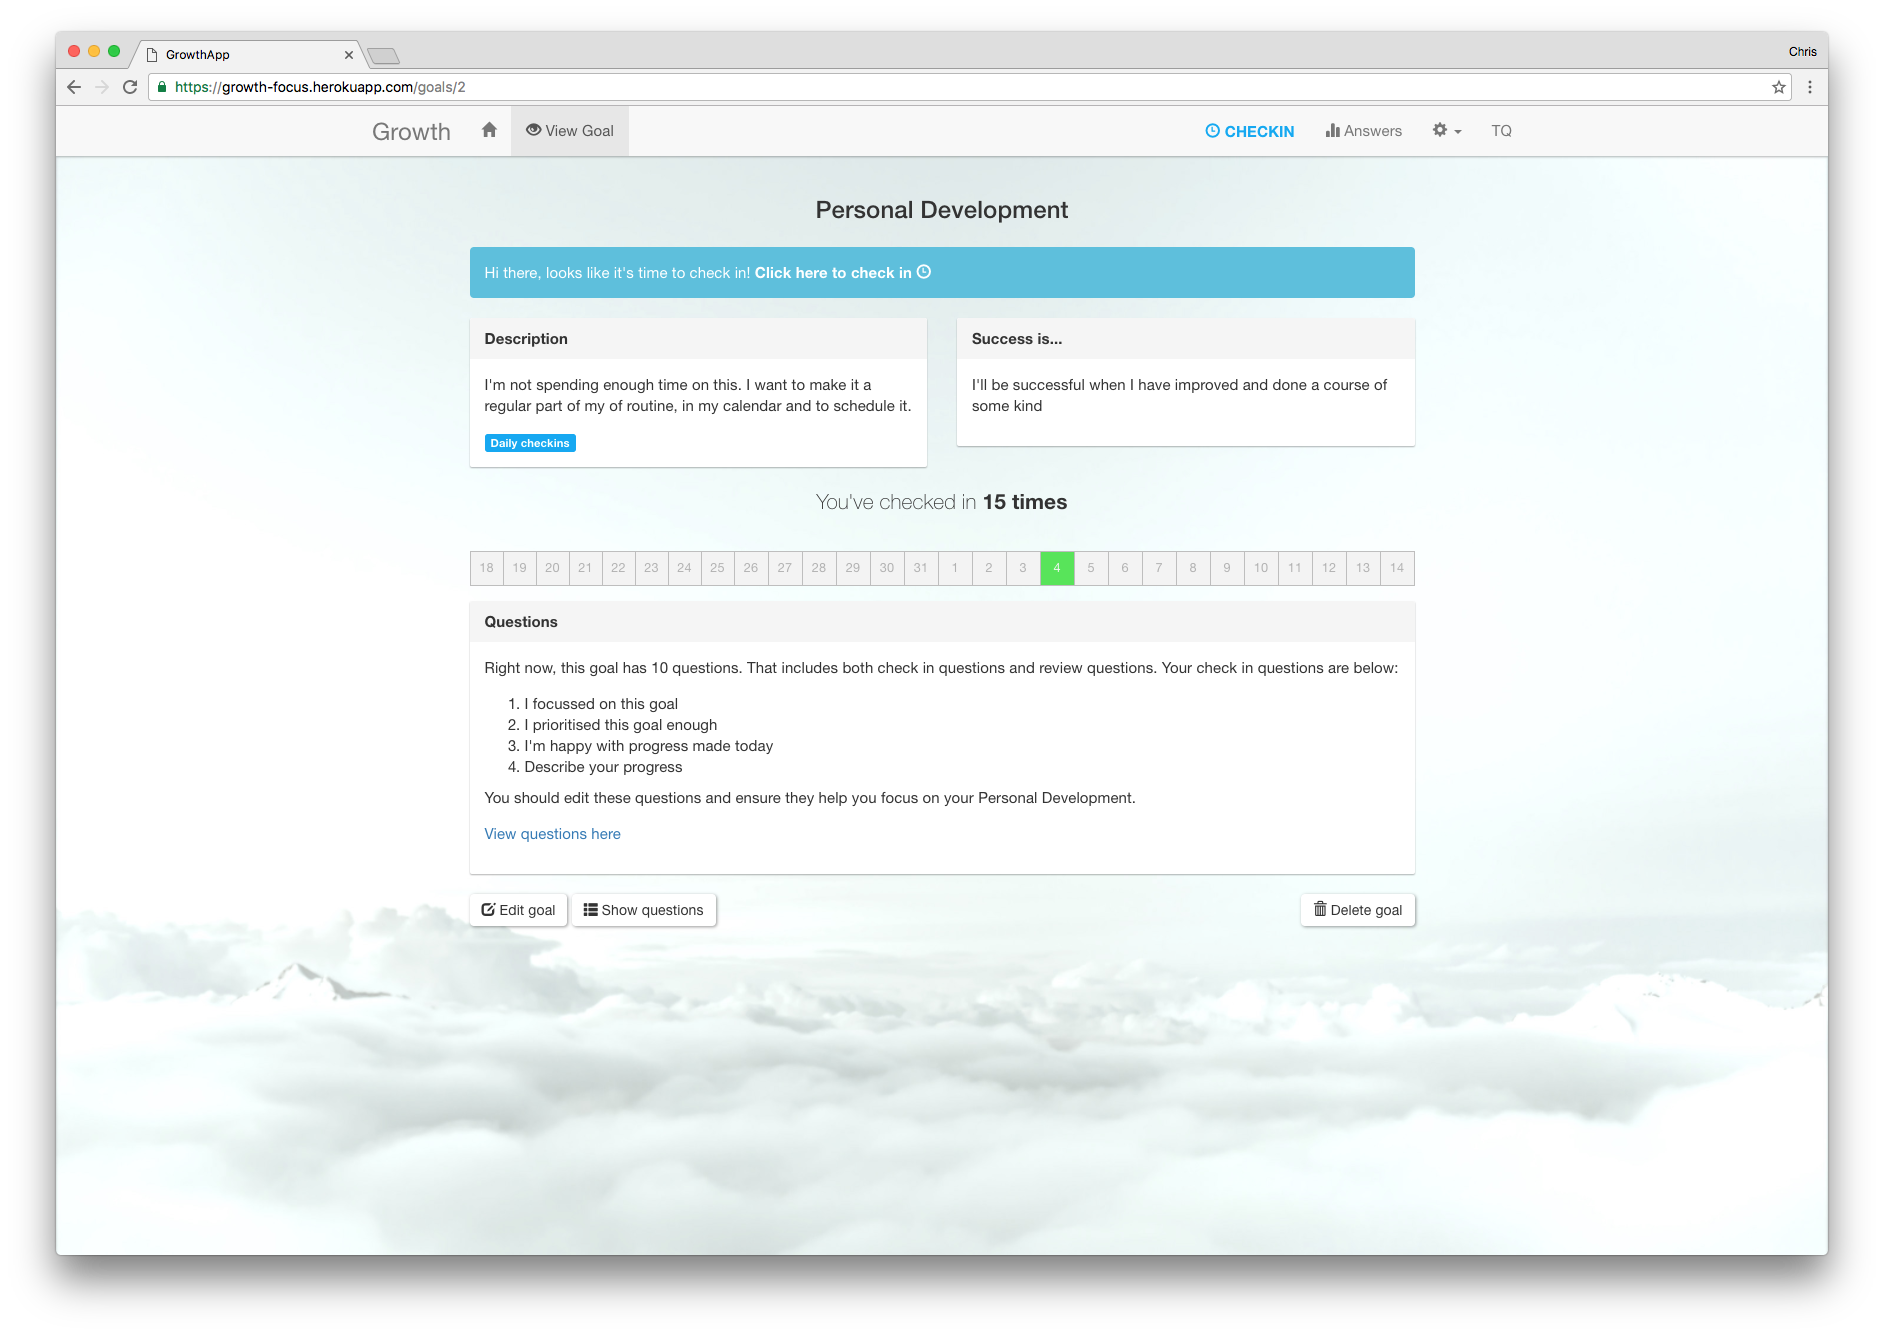 GrowthApp
Chris
https://growth-focus.herokuapp.com/goals/2
Growth
View Goal
CHECKIN
Answers
TQ
Personal Development
Hi there, looks like it's time to check in! Click here to check in
Description
I'm not spending enough time on this. I want to make it a
regular part of my of routine, in my calendar and to schedule it.
Daily checkins
Success is...
I'll be successful when I have improved and done a course of
some kind
You've checked in 15 times
18 19 20 21 22 23 24 25 26 27 28 29 30 31 1 2 3 4 5 6 7 8 9 10 11 12 13 14
Questions
Right now, this goal has 10 questions. That includes both check in questions and review questions. Your check in questions are below:
1. I focussed on this goal
2. I prioritised this goal enough
3. I'm happy with progress made today
4. Describe your progress
You should edit these questions and ensure they help you focus on your Personal Development.
View questions here
Edit goal
Show questions
Delete goal